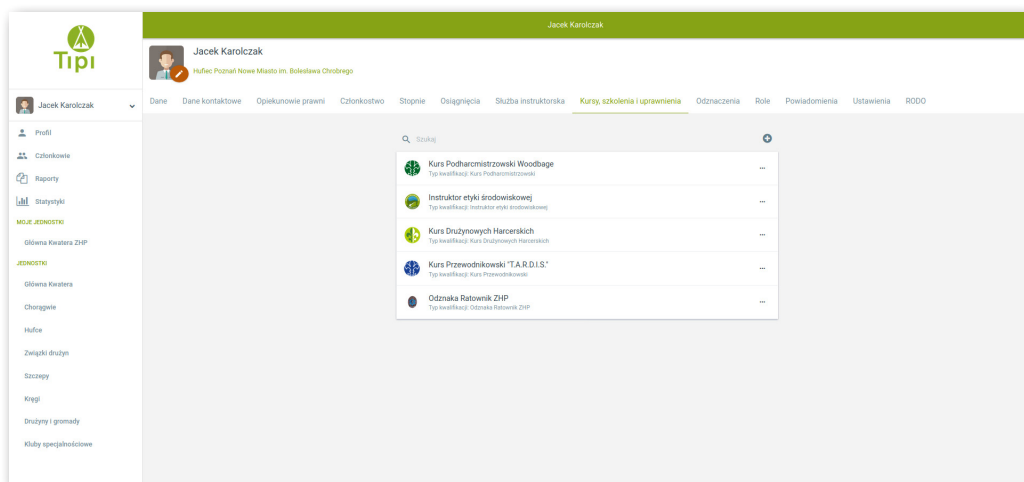 Tipi
Jacek Karolczak
Profil
Członkowie
Raporty
Statystyki
MOJE JEDNOSTKI
Główna Kwatera ZHP
JEDNOSTKI
Główna Kwatera
Chorągwie
Hufce
Związki drużyn
Szczepy
Kręgi
Drużyny i gromady
Kluby specjalnościowe
Jacek Karolczak
Jacek Karolczak
Hufiec Poznań Nowe Miasto im. Bolesława Chrobrego
Dane Dane kontaktowe Opiekunowie prawni Członkostwo Stopnie Osiągnięcia Służba instruktorska Kursy, szkolenia i uprawnienia Odznaczenia Role Powiadomienia Ustawienia RODO
Szukaj
Kurs Podharcmistrzowski Woodbage
Typ kwalifikacji: Kurs Podharcmistrzowski
Instruktor etyki środowiskowej
Typ kwalifikacji: Instruktor etyki środowiskowej
Kurs Drużynowych Harcerskich
Typ kwalifikacji: Kurs Drużynowych Harcerskich
Kurs Przewodnikowski "T.A.R.D.I.S."
Typ kwalifikacji: Kurs Przewodnikowski
Odznaka Ratownik ZHP
Typ kwalifikacji: Odznaka Ratownik ZHP